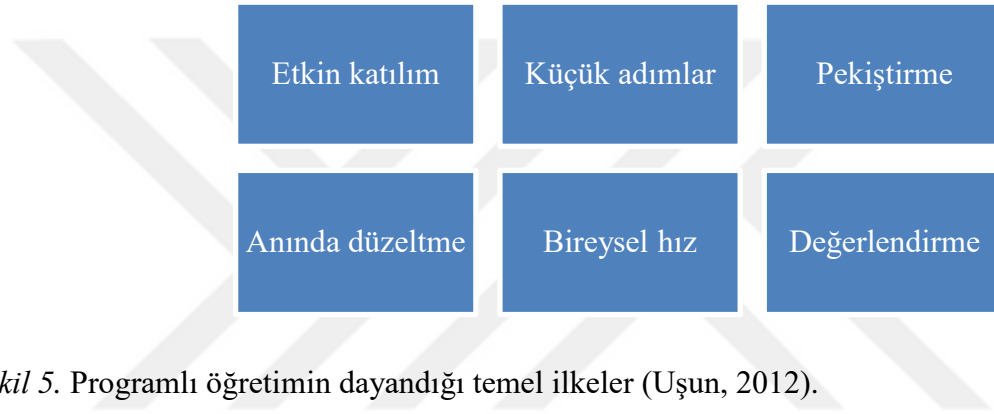 Etkin katılım
Küçük adımlar
Pekiştirme
Anında düzeltme
Bireysel hız
Değerlendirme
kil 5. Programlı öğretimin dayandığı temel ilkeler (Uşun, 2012).